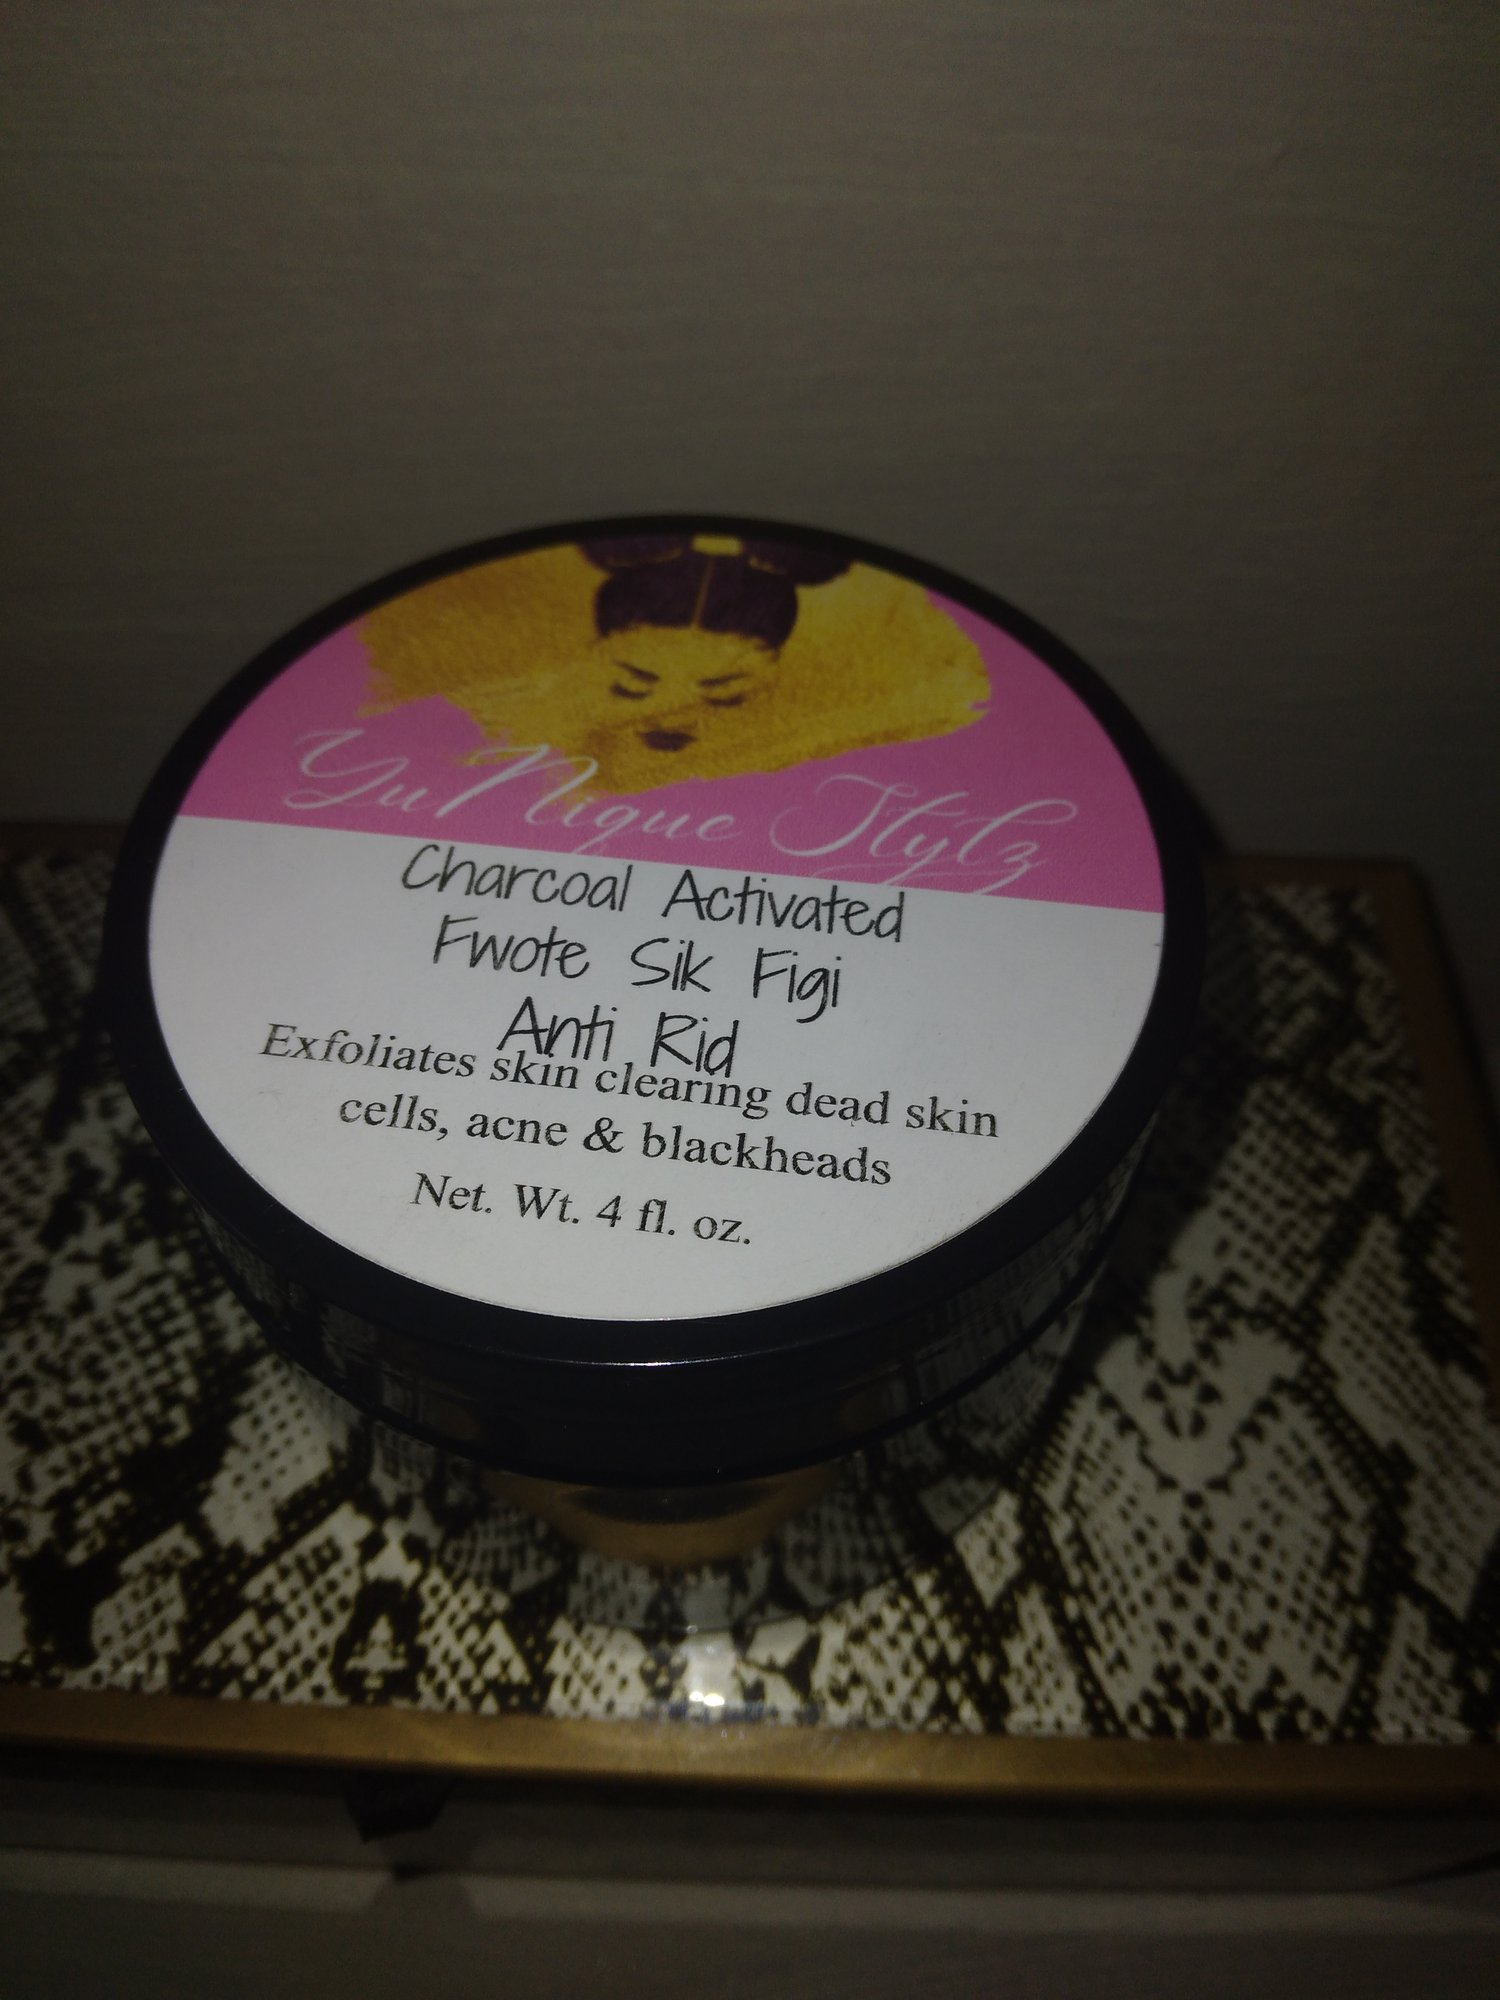 YuNique Stylz
Charcoal Activated
Fwote Sik Figi
Anti Rid
Exfoliates skin clearing dead skin
cells, acne & blackheads
Net. Wt. 4 fl. oz.